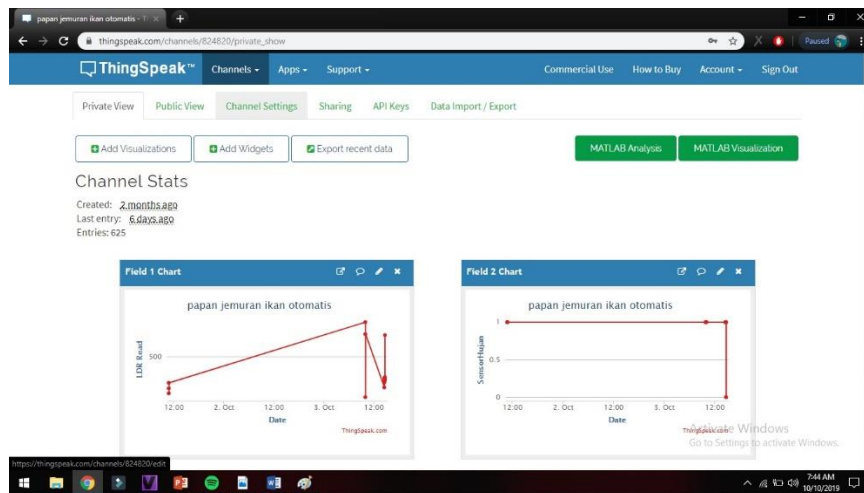 papan jemuran ikan otomatis - T
thingspeak.com/channels/824820/private_show
Paused
ThingSpeak™ Channels Apps Support Commercial Use How to Buy Account Sign Out
Private View Public View Channel Settings Sharing API Keys Data Import / Export
Add Visualizations Add Widgets Export recent data MATLAB Analysis MATLAB Visualization
Channel Stats
Created: 2 months ago
Last entry: 6 days ago
Entries: 625
Field 1 Chart
papan jemuran ikan otomatis
LDR Read
500
12:00 2. Oct 12:00 3. Oct 12:00
Date
ThingSpeak.com
Field 2 Chart
papan jemuran ikan otomatis
SensorHujan
1
0.5
0
12:00 2. Oct 12:00 3. Oct 12:00
Date
ThingSpeak.com
Activate Windows
Go to Settings to activate Windows.
https://thingspeak.com/channels/824820/edit
7:44 AM
10/10/2019